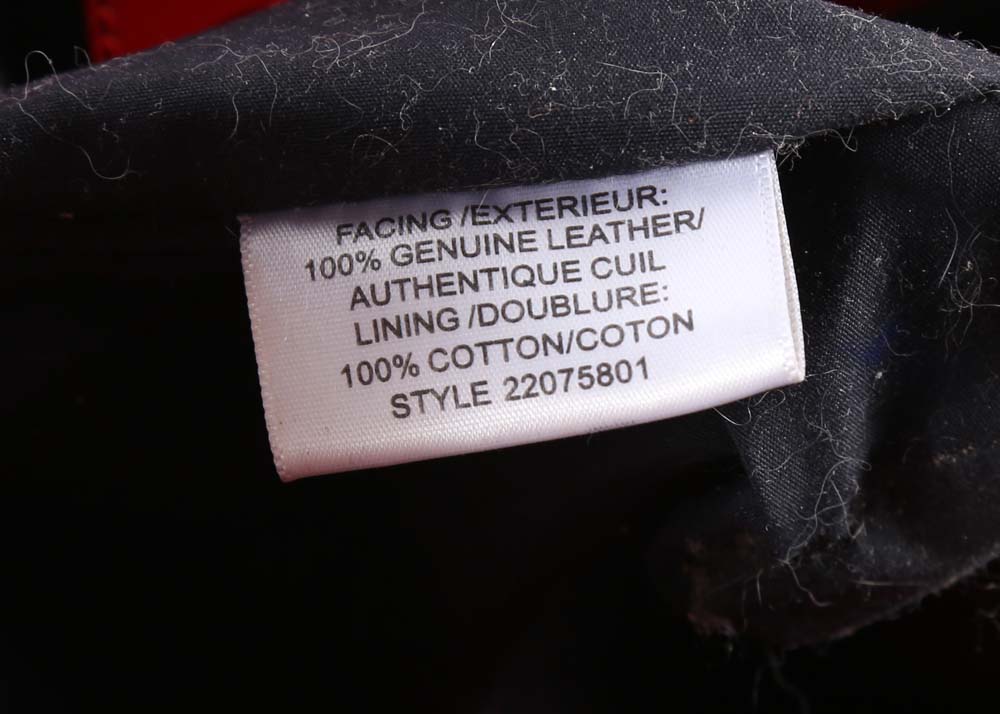 FACING /EXTERIEUR:
100% GENUINE LEATHER/
AUTHENTIQUE CUIL
LINING /DOUBLURE:
100% COTTON/COTON
STYLE 22075801